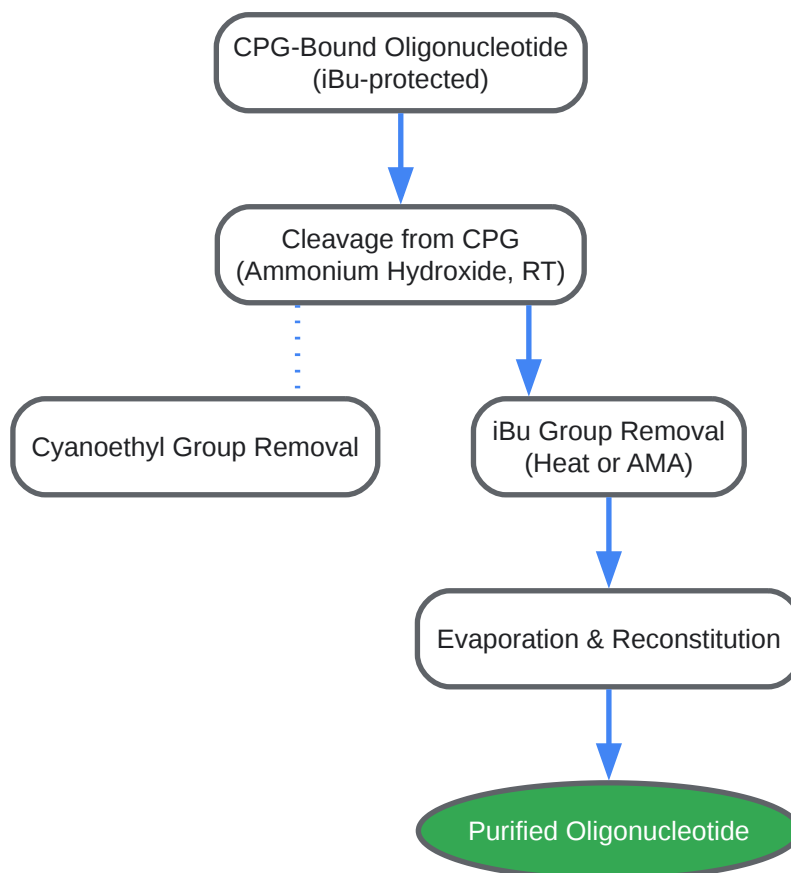 CPG-Bound Oligonucleotide
(iBu-protected)
Cleavage from CPG
(Ammonium Hydroxide, RT)
Cyanoethyl Group Removal
iBu Group Removal
(Heat or AMA)
Evaporation & Reconstitution
Purified Oligonucleotide